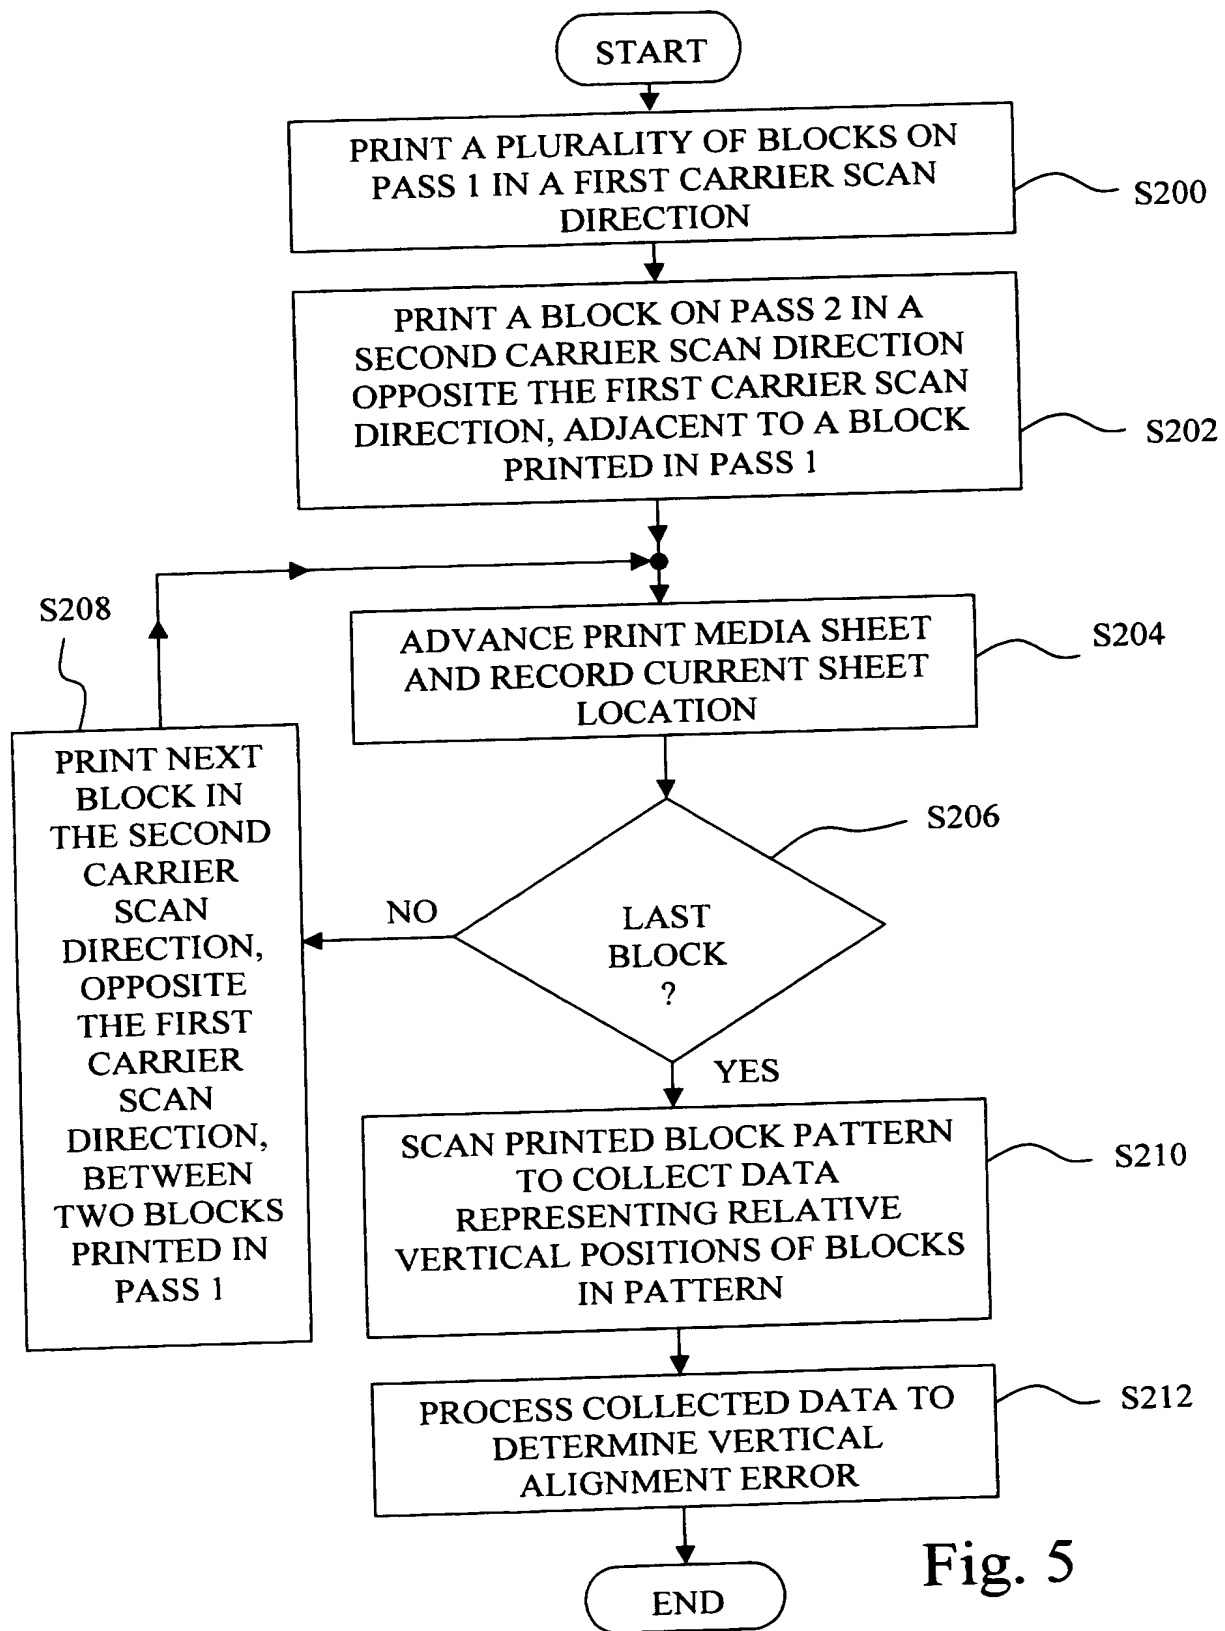 START
PRINT A PLURALITY OF BLOCKS ON
PASS 1 IN A FIRST CARRIER SCAN
DIRECTION
S200
PRINT A BLOCK ON PASS 2 IN A
SECOND CARRIER SCAN DIRECTION
OPPOSITE THE FIRST CARRIER SCAN
DIRECTION, ADJACENT TO A BLOCK
PRINTED IN PASS 1
S202
S208
ADVANCE PRINT MEDIA SHEET
AND RECORD CURRENT SHEET
LOCATION
S204
PRINT NEXT
BLOCK IN
THE SECOND
CARRIER
SCAN
DIRECTION,
OPPOSITE
THE FIRST
CARRIER
SCAN
DIRECTION,
BETWEEN
TWO BLOCKS
PRINTED IN
PASS 1
S206
NO
LAST
BLOCK
?
YES
SCAN PRINTED BLOCK PATTERN
TO COLLECT DATA
REPRESENTING RELATIVE
VERTICAL POSITIONS OF BLOCKS
IN PATTERN
S210
PROCESS COLLECTED DATA TO
DETERMINE VERTICAL
ALIGNMENT ERROR
S212
END
Fig. 5